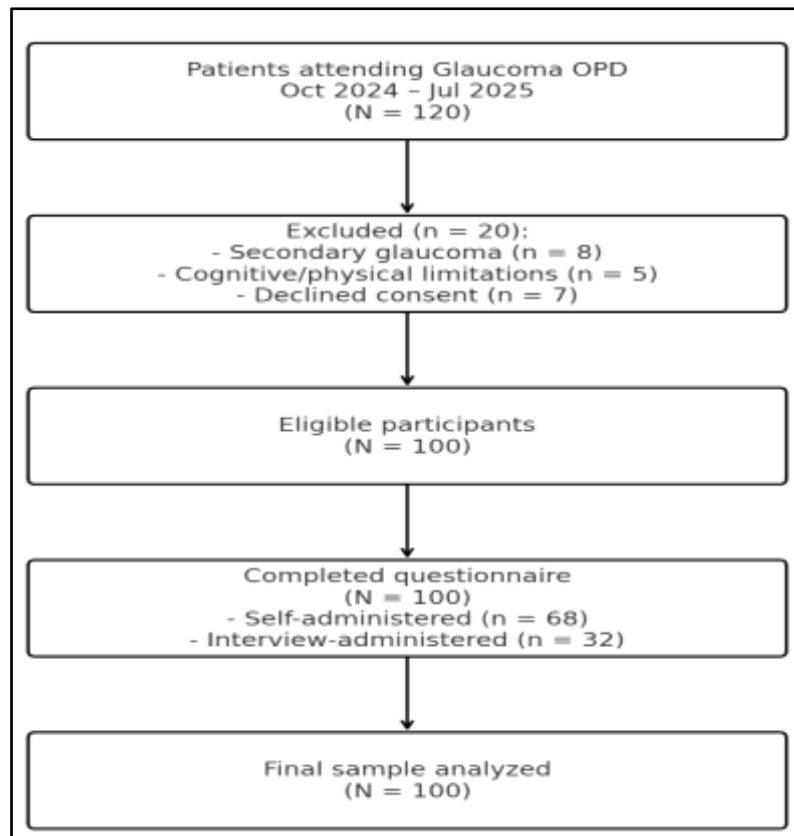 Patients attending Glaucoma OPD
Oct 2024 – Jul 2025
(N = 120)
Excluded (n = 20):
- Secondary glaucoma (n = 8)
- Cognitive/physical limitations (n = 5)
- Declined consent (n = 7)
Eligible participants
(N = 100)
Completed questionnaire
(N = 100)
- Self-administered (n = 68)
- Interview-administered (n = 32)
Final sample analyzed
(N = 100)